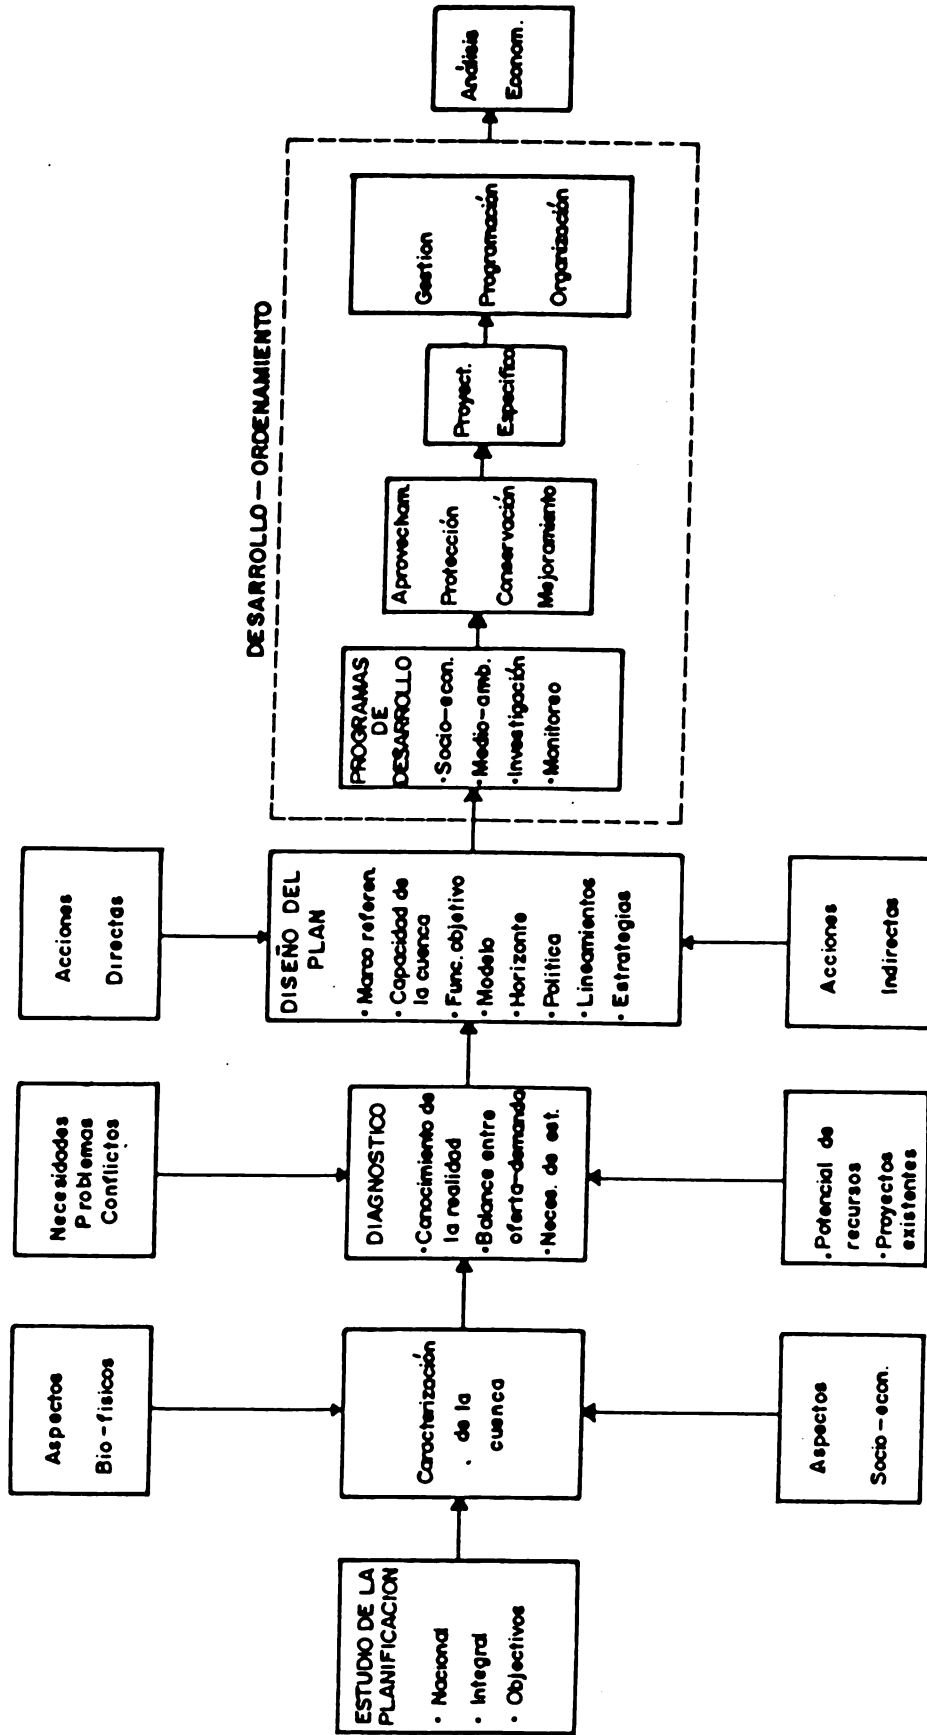 ESTUDIO DE LA
PLANIFICACION
• Nacional
• Integral
• Objectivos
Aspectos
Bio-físicos
Caracterización
de la
cuenca
Aspectos
Socio-econ.
Necesidades
Problemas
Conflictos
DIAGNOSTICO
• Conocimiento de
la realidad
• Balance entre
oferta-demanda
• Neces. de est.
• Potencial de
recursos
• Proyectos
existentes
Acciones
Directas
DISEÑO DEL
PLAN
• Marco referen.
• Capacidad de
la cuenca
• Func. objetivo
• Modelo
• Horizonte
• Política
• Lineamientos
• Estrategias
Acciones
Indirectas
DESARROLLO-ORDENAMIENTO
PROGRAMAS
DE
DESARROLLO
• Socio-econ.
• Medio-amb.
• Investigación
• Monitoreo
Aprovecham.
Protección
Conservación
Mejoramiento
Proyect.
Específico
Gestion
Programación
Organización
Análisis
Econom.